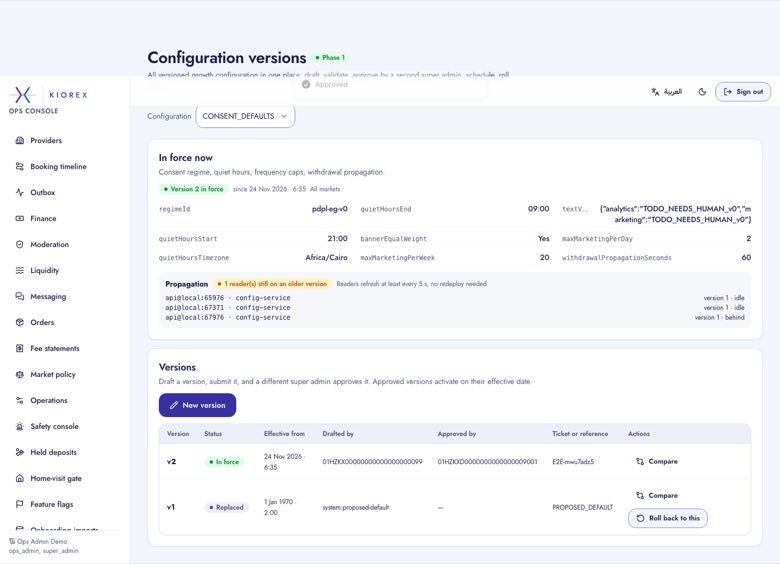 Configuration versions
Phase 1
All versioned growth configuration in one place: draft, validate, approve by a second super admin, schedule, roll
Approved
KIOREX
OPS CONSOLE
العربية
Sign out
Configuration
CONSENT_DEFAULTS
Providers
Booking timeline
Outbox
Finance
Moderation
Liquidity
Messaging
Orders
Fee statements
Market policy
Operations
Safety console
Held deposits
Home-visit gate
Feature flags
Onboarding imports
Ops Admin Demo
ops_admin, super_admin
In force now
Consent regime, quiet hours, frequency caps, withdrawal propagation.
Version 2 in force since 24 Nov 2026 · 6:35 All markets
regimeId pdpl-eg-v0
quietHoursEnd 09:00
textV... {"analytics":"TODO_NEEDS_HUMAN_v0","m
arketing":"TODO_NEEDS_HUMAN_v0"}
quietHoursStart 21:00
bannerEqualWeight Yes
maxMarketingPerDay 2
quietHoursTimezone Africa/Cairo
maxMarketingPerWeek 20
withdrawalPropagationSeconds 60
Propagation 1 reader(s) still on an older version Readers refresh at least every 5 s, no redeploy needed
api@local:65976 · config-service version 1 · idle
api@local:67371 · config-service version 1 · idle
api@local:67976 · config-service version 1 · behind
Versions
Draft a version, submit it, and a different super admin approves it. Approved versions activate on their effective date.
New version
Version Status Effective from Drafted by Approved by Ticket or reference Actions
v2 In force 24 Nov 2026 · 6:35 E2E-mwu7adz5 Compare
v1 Replaced 1 Jan 1970 · 2:00 system:proposed-default — PROPOSED_DEFAULT Compare
Roll back to this